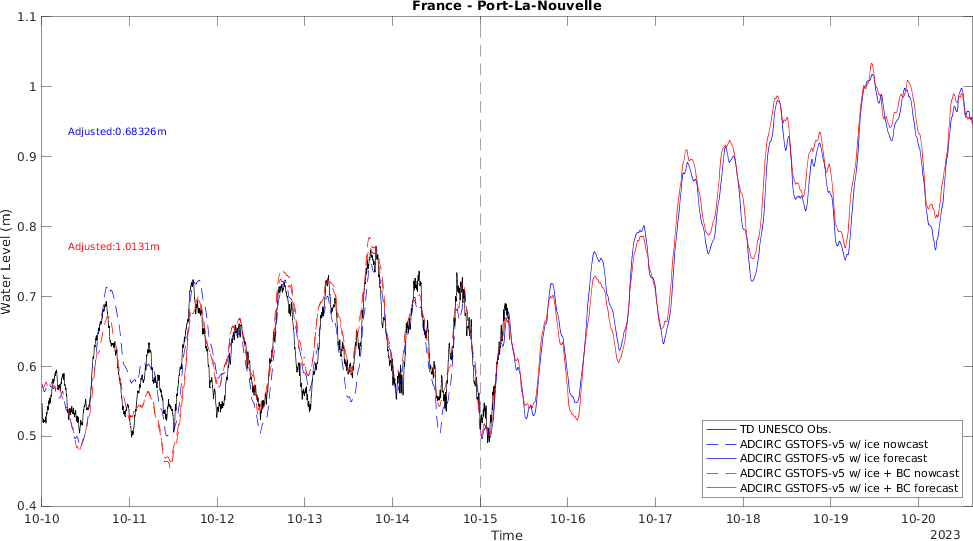 France - Port-La-Nouvelle
1.1
1
0.9
0.8
0.7
0.6
0.5
0.4
Water Level (m)
Adjusted:0.68326m
Adjusted:1.0131m
TD UNESCO Obs.
ADCIRC GSTOFS-v5 w/ ice nowcast
ADCIRC GSTOFS-v5 w/ ice forecast
ADCIRC GSTOFS-v5 w/ ice + BC nowcast
ADCIRC GSTOFS-v5 w/ ice + BC forecast
10-10 10-11 10-12 10-13 10-14 10-15 10-16 10-17 10-18 10-19 10-20
Time
2023